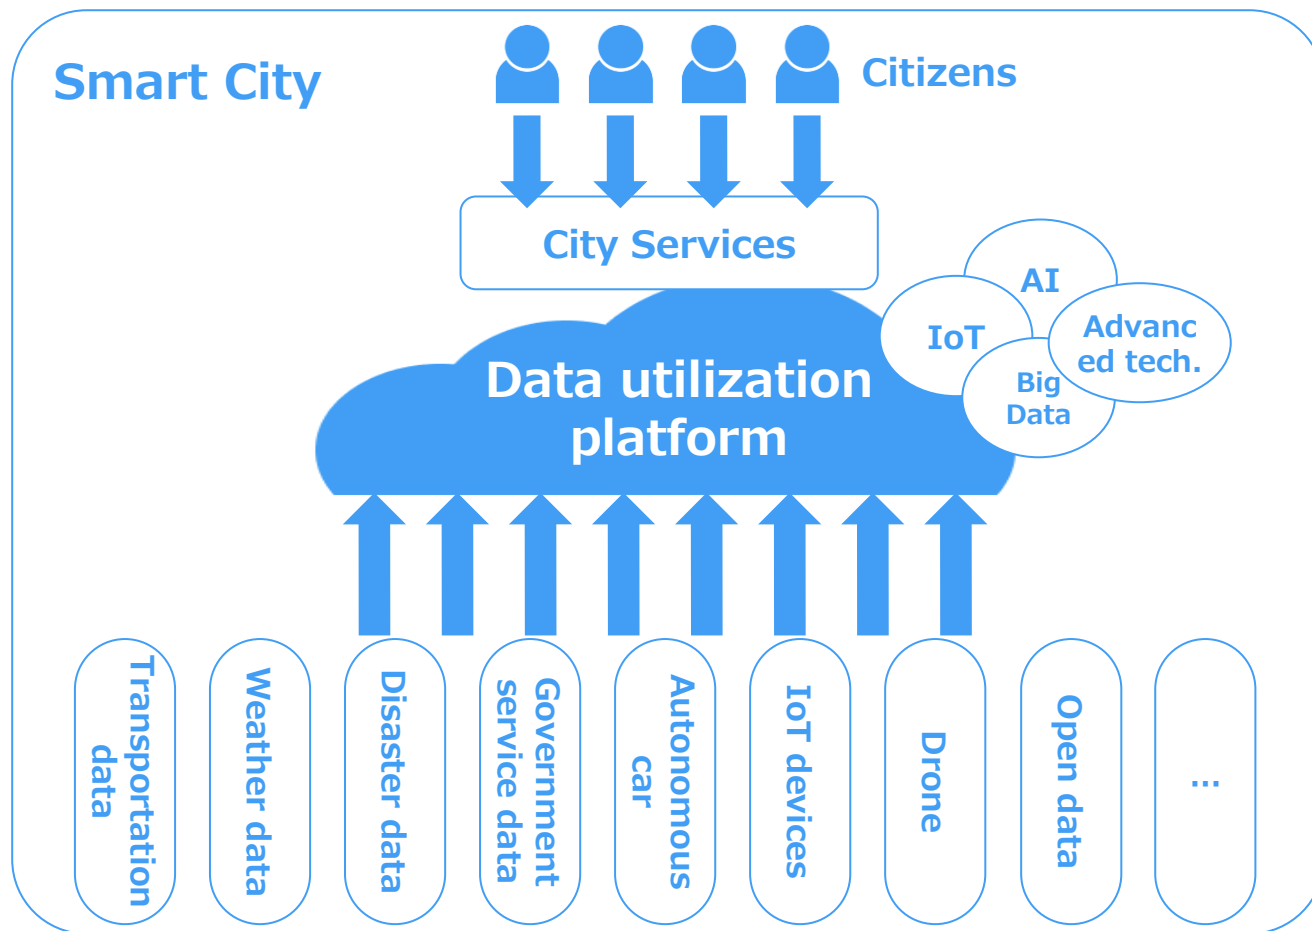 Smart City
Citizens
City Services
AI
IoT
Advanc
ed tech.
Big
Data
Data utilization
platform
Transportation
data
Weather data
Disaster data
Government
service data
Autonomous
car
IoT devices
Drone
Open data
...